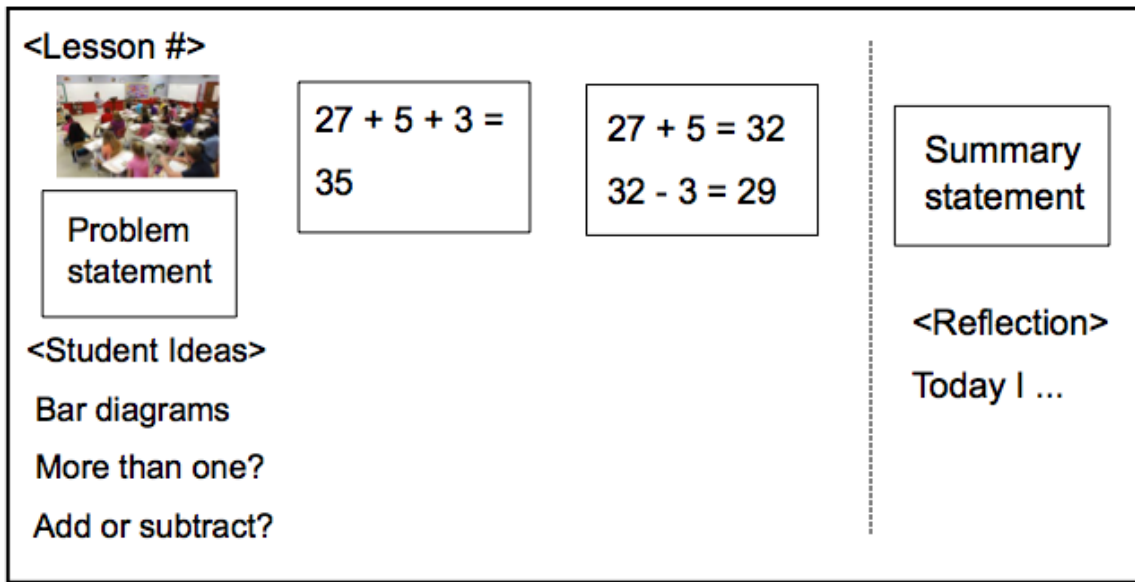 <Lesson #>
Problem
statement
<Student Ideas>
Bar diagrams
More than one?
Add or subtract?
27 + 5 + 3 =
35
27 + 5 = 32
32 - 3 = 29
Summary
statement
<Reflection>
Today I ...